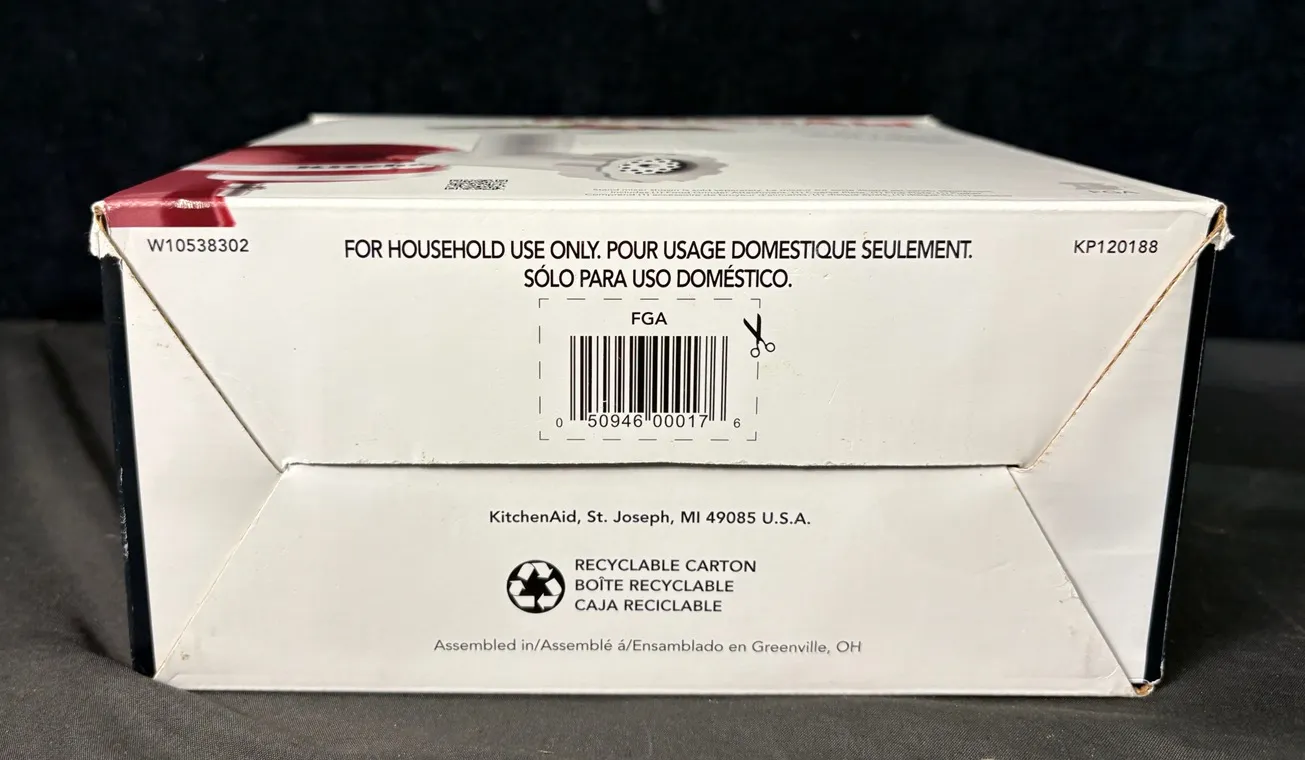 FGA
W10538302
FOR HOUSEHOLD USE ONLY. POUR USAGE DOMESTIQUE SEULEMENT.
KP120188
SÓLO PARA USO DOMÉSTICO.
FGA
0 50946 00017 6
KitchenAid, St. Joseph, MI 49085 U.S.A.
RECYCLABLE CARTON
BOÎTE RECYCLABLE
CAJA RECICLABLE
Assembled in/Assemblé á/Ensamblado en Greenville, OH